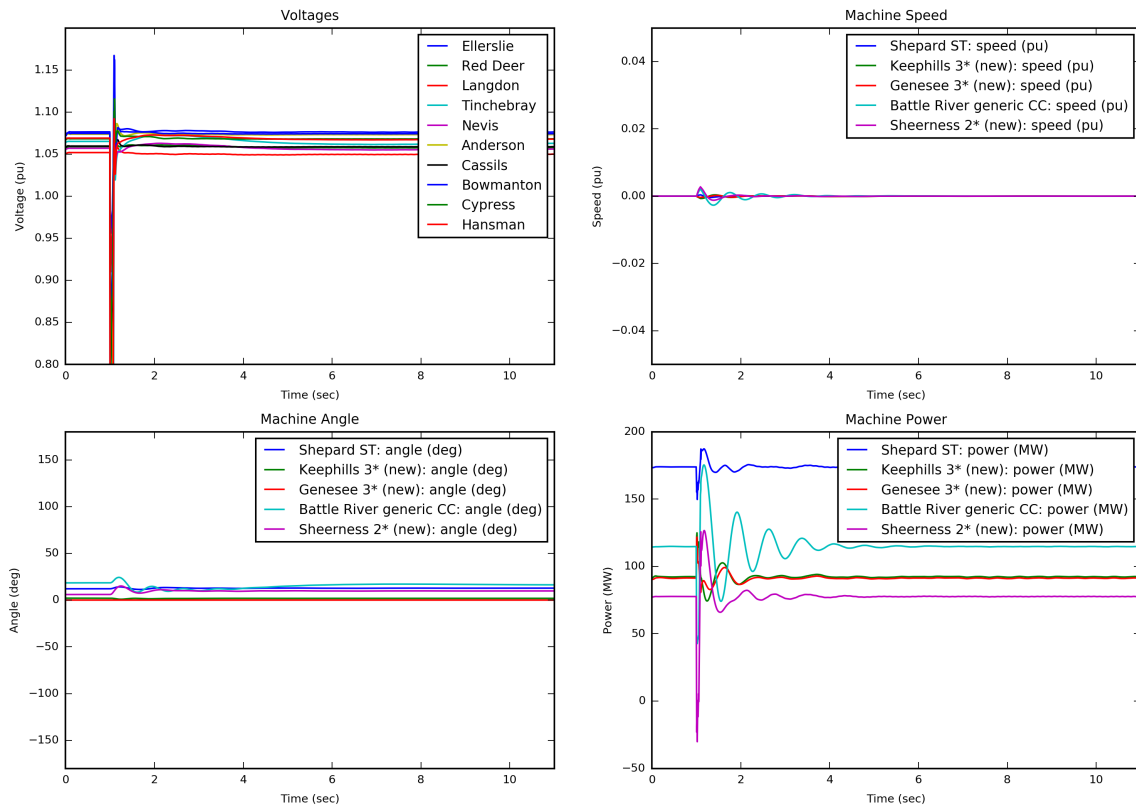 Voltages
Voltage (pu)
1.15
1.10
1.05
1.00
0.95
0.90
0.85
0.80
0 2 4 6 8 10
Time (sec)
Ellerslie
Red Deer
Langdon
Tinchebray
Nevis
Anderson
Cassils
Bowmanton
Cypress
Hansman
Machine Speed
Speed (pu)
0.04
0.02
0.00
−0.02
−0.04
0 2 4 6 8 10
Time (sec)
Shepard ST: speed (pu)
Keephills 3* (new): speed (pu)
Genesee 3* (new): speed (pu)
Battle River generic CC: speed (pu)
Sheerness 2* (new): speed (pu)
Machine Angle
Angle (deg)
150
100
50
0
−50
−100
−150
0 2 4 6 8 10
Time (sec)
Shepard ST: angle (deg)
Keephills 3* (new): angle (deg)
Genesee 3* (new): angle (deg)
Battle River generic CC: angle (deg)
Sheerness 2* (new): angle (deg)
Machine Power
Power (MW)
200
150
100
50
0
−50
0 2 4 6 8 10
Time (sec)
Shepard ST: power (MW)
Keephills 3* (new): power (MW)
Genesee 3* (new): power (MW)
Battle River generic CC: power (MW)
Sheerness 2* (new): power (MW)